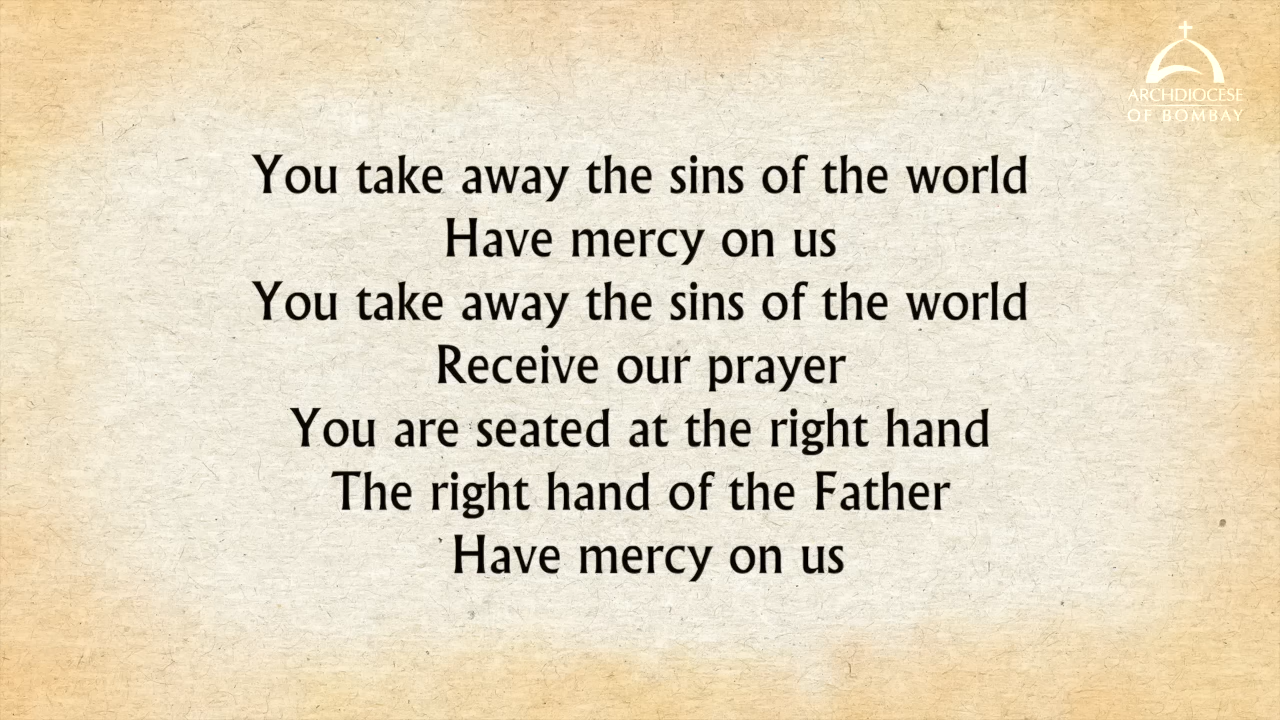 ARCHDIOCESE
OF BOMBAY
You take away the sins of the world
Have mercy on us
You take away the sins of the world
Receive our prayer
You are seated at the right hand
The right hand of the Father
Have mercy on us